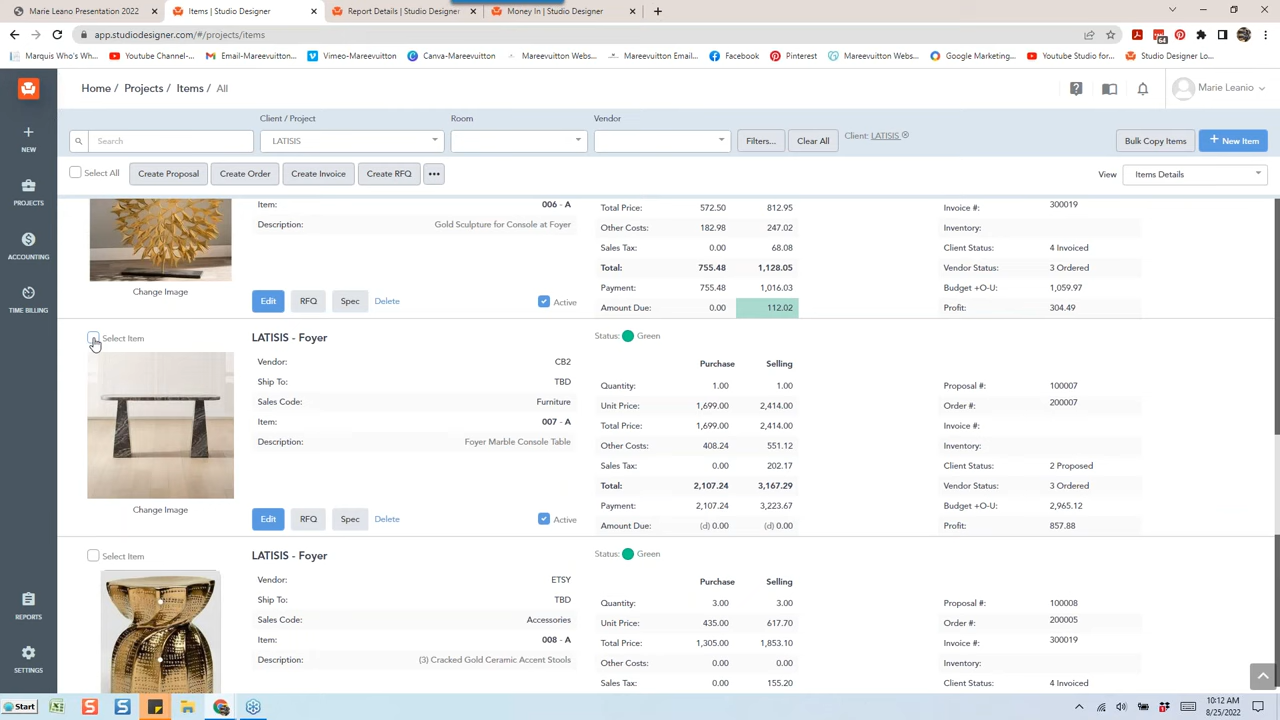 Marie Leano Presentation 2022
Items Details | Studio Designer
Report Details | Studio Designer
Money In | Studio Designer
app.studiodesigner.com/#/projects/items
Marquis Who's Wh...
Youtube Channel-...
Email-Mareevuitton
Vimeo-Mareevuitton
Canva-Mareevuitton
Mareevuitton Webs...
Mareevuitton Email...
Facebook
Pinterest
Mareevuitton Webs...
Google Marketing...
Youtube Studio for...
Studio Designer Lo...
Home / Projects / Items / All
Marie Leanio
NEW
PROJECTS
ACCOUNTING
TIME BILLING
REPORTS
SETTINGS
Client / Project
Room
Vendor
Search
LATISIS
Filters...
Clear All
Client: LATISIS
Bulk Copy Items
+ New Item
Select All
Create Proposal
Create Order
Create Invoice
Create RFQ
•••
View
Items Details
Item: 006 - A
Description: Gold Sculpture for Console at Foyer
Change Image
Edit
RFQ
Spec
Delete
Active
Total Price: 572.50 812.95
Other Costs: 182.98 247.02
Sales Tax: 0.00 68.08
Total: 755.48 1,128.05
Payment: 755.48 1,016.03
Amount Due: 0.00 112.02
Invoice #: 300019
Inventory:
Client Status: 4 Invoiced
Vendor Status: 3 Ordered
Budget +O-U: 1,059.97
Profit: 304.49
Select Item
LATISIS - Foyer
Vendor: CB2
Ship To: TBD
Sales Code: Furniture
Item: 007 - A
Description: Foyer Marble Console Table
Change Image
Edit
RFQ
Spec
Delete
Active
Status: Green
Purchase Selling
Quantity: 1.00 1.00
Unit Price: 1,699.00 2,414.00
Total Price: 1,699.00 2,414.00
Other Costs: 408.24 551.12
Sales Tax: 0.00 202.17
Total: 2,107.24 3,167.29
Payment: 2,107.24 3,223.67
Amount Due: (d) 0.00 (d) 0.00
Proposal #: 100007
Order #: 200007
Invoice #:
Inventory:
Client Status: 2 Proposed
Vendor Status: 3 Ordered
Budget +O-U: 2,965.12
Profit: 857.88
Select Item
LATISIS - Foyer
Vendor: ETSY
Ship To: TBD
Sales Code: Accessories
Item: 008 - A
Description: (3) Cracked Gold Ceramic Accent Stools
Status: Green
Purchase Selling
Quantity: 3.00 3.00
Unit Price: 435.00 617.70
Total Price: 1,305.00 1,853.10
Other Costs: 0.00 0.00
Sales Tax: 0.00 155.20
Proposal #: 100008
Order #: 200005
Invoice #: 300019
Inventory:
Client Status: 4 Invoiced
Start
10:12 AM
8/25/2022